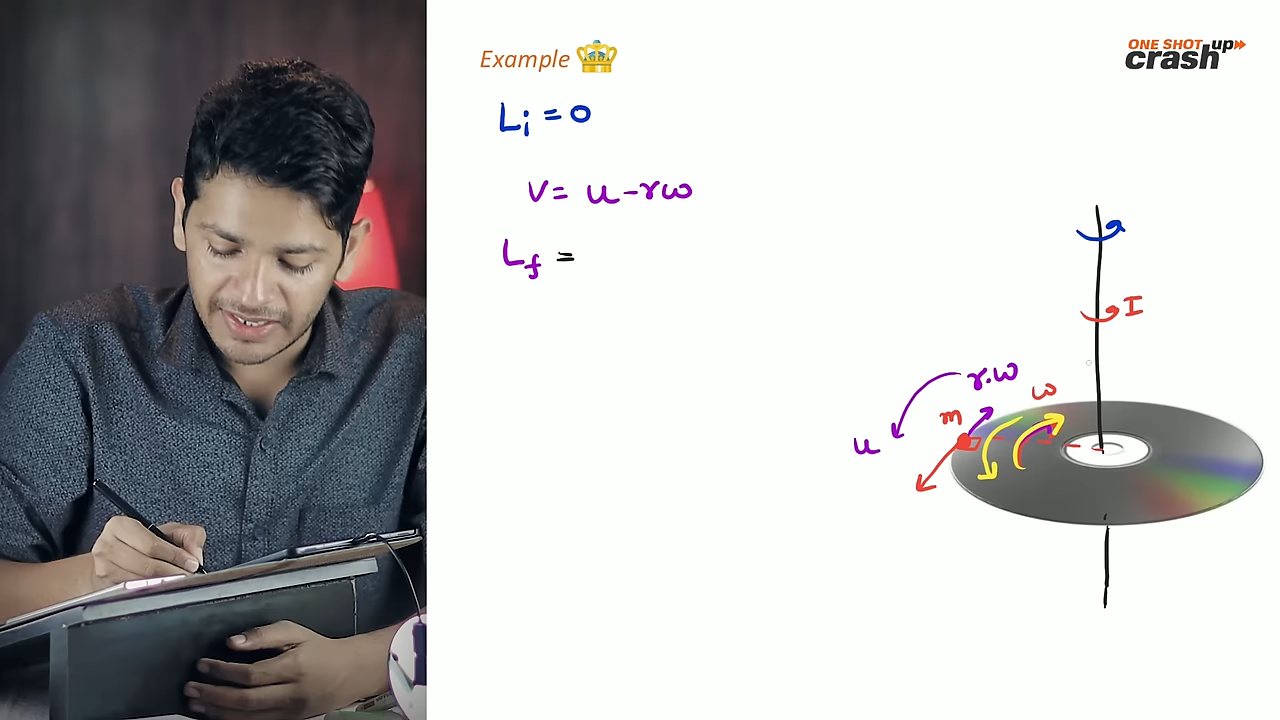 Example
ONE SHOT
crash up
Li = 0
v = u - rω
Lf =
I
r.ω
ω
m
u